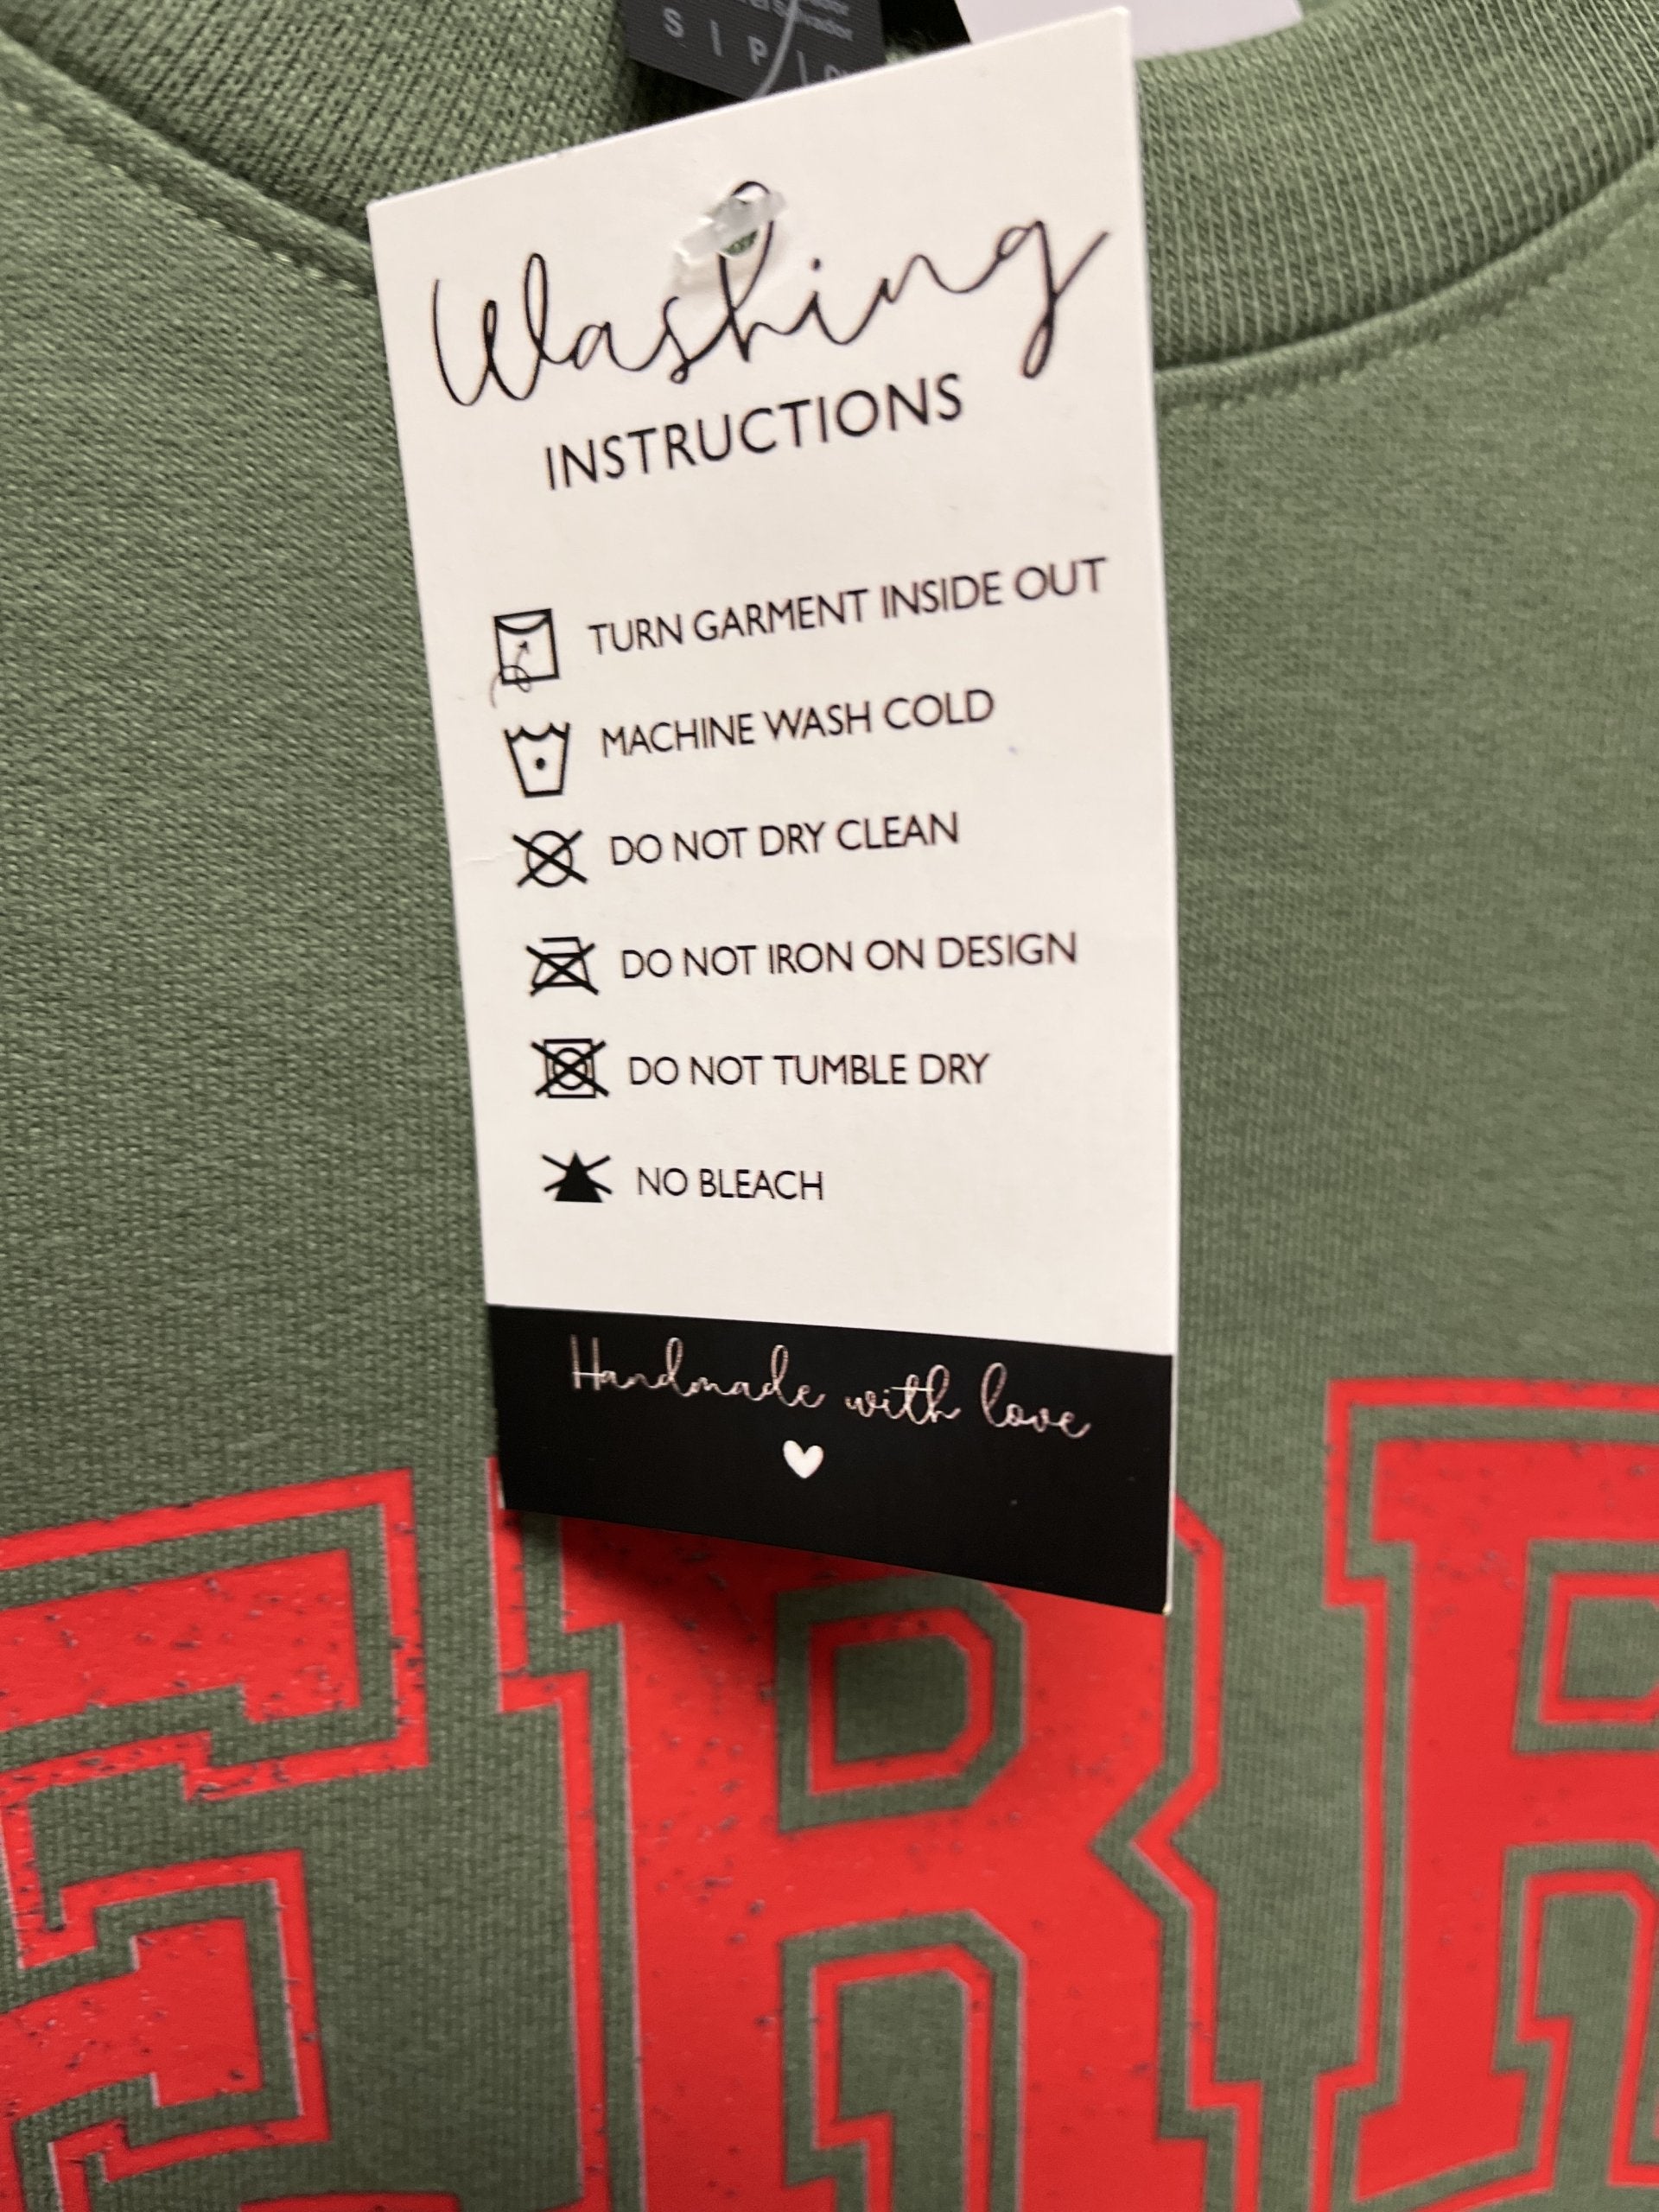 S | P |
Washing
INSTRUCTIONS
TURN GARMENT INSIDE OUT
MACHINE WASH COLD
DO NOT DRY CLEAN
DO NOT IRON ON DESIGN
DO NOT TUMBLE DRY
NO BLEACH
Handmade with love
ERR